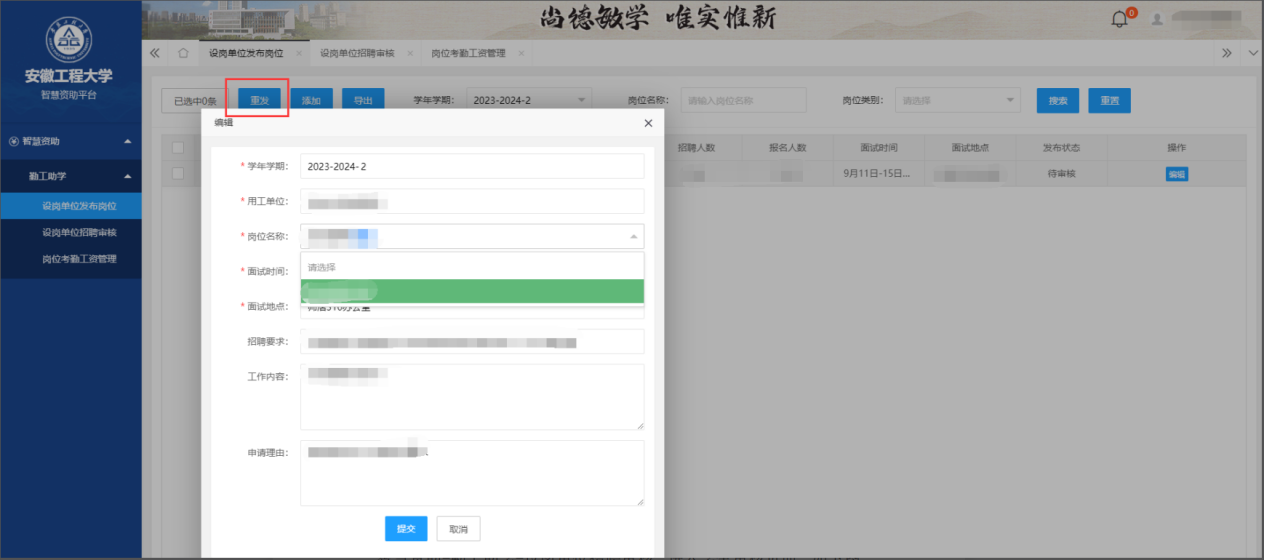 尚德敏学 唯实惟新
0
安徽工程大学
智慧资助平台
设岗单位发布岗位 × 设岗单位招聘审核 × 岗位考勤工资管理 ×
智慧资助
勤工助学
设岗单位发布岗位
设岗单位招聘审核
岗位考勤工资管理
已选中0条 重发 添加 导出 学年学期: 2023-2024-2 岗位名称: 请输入岗位名称 岗位类别: 请选择 搜索 重置
招聘人数 报名人数 面试时间 面试地点 发布状态 操作
9月11日-15日... 待审核 编辑
编辑
* 学年学期: 2023-2024-2
* 用工单位:
* 岗位名称:
请选择
* 面试时间:
* 面试地点:
招聘要求:
工作内容:
申请理由:
提交 取消